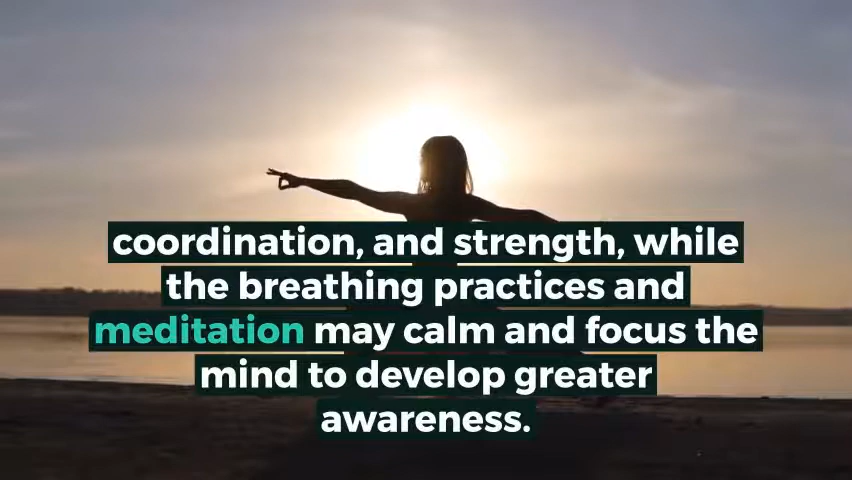 coordination, and strength, while
the breathing practices and
meditation may calm and focus the
mind to develop greater
awareness.